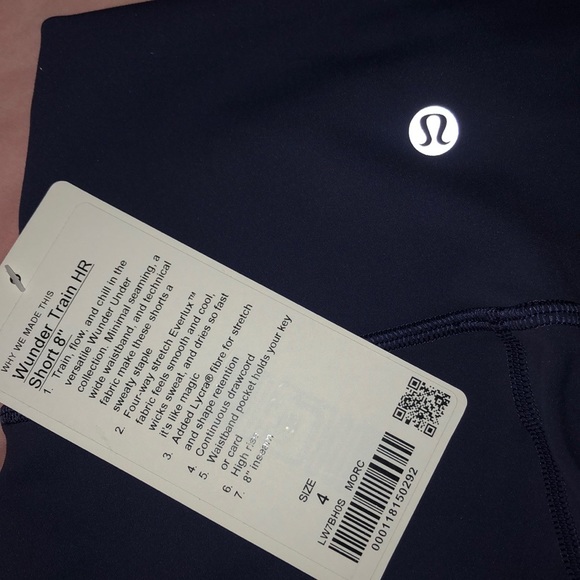 WHY WE MADE THIS
Wunder Train HR
Short 8"
1. Train, flow, and chill in the
versatile Wunder Under
collection. Minimal seaming, a
wide waistband, and technical
fabric make these shorts a
sweaty staple
2. Four-way stretch Everlux™
fabric feels smooth and cool,
wicks sweat, and dries so fast
it's like magic
3. Added Lycra® fibre for stretch
and shape retention
4. Continuous drawcord
5. Waistband pocket holds your key
or card
6. High
7. 8"
SIZE
4
LW7BH0S MORC
000118150292